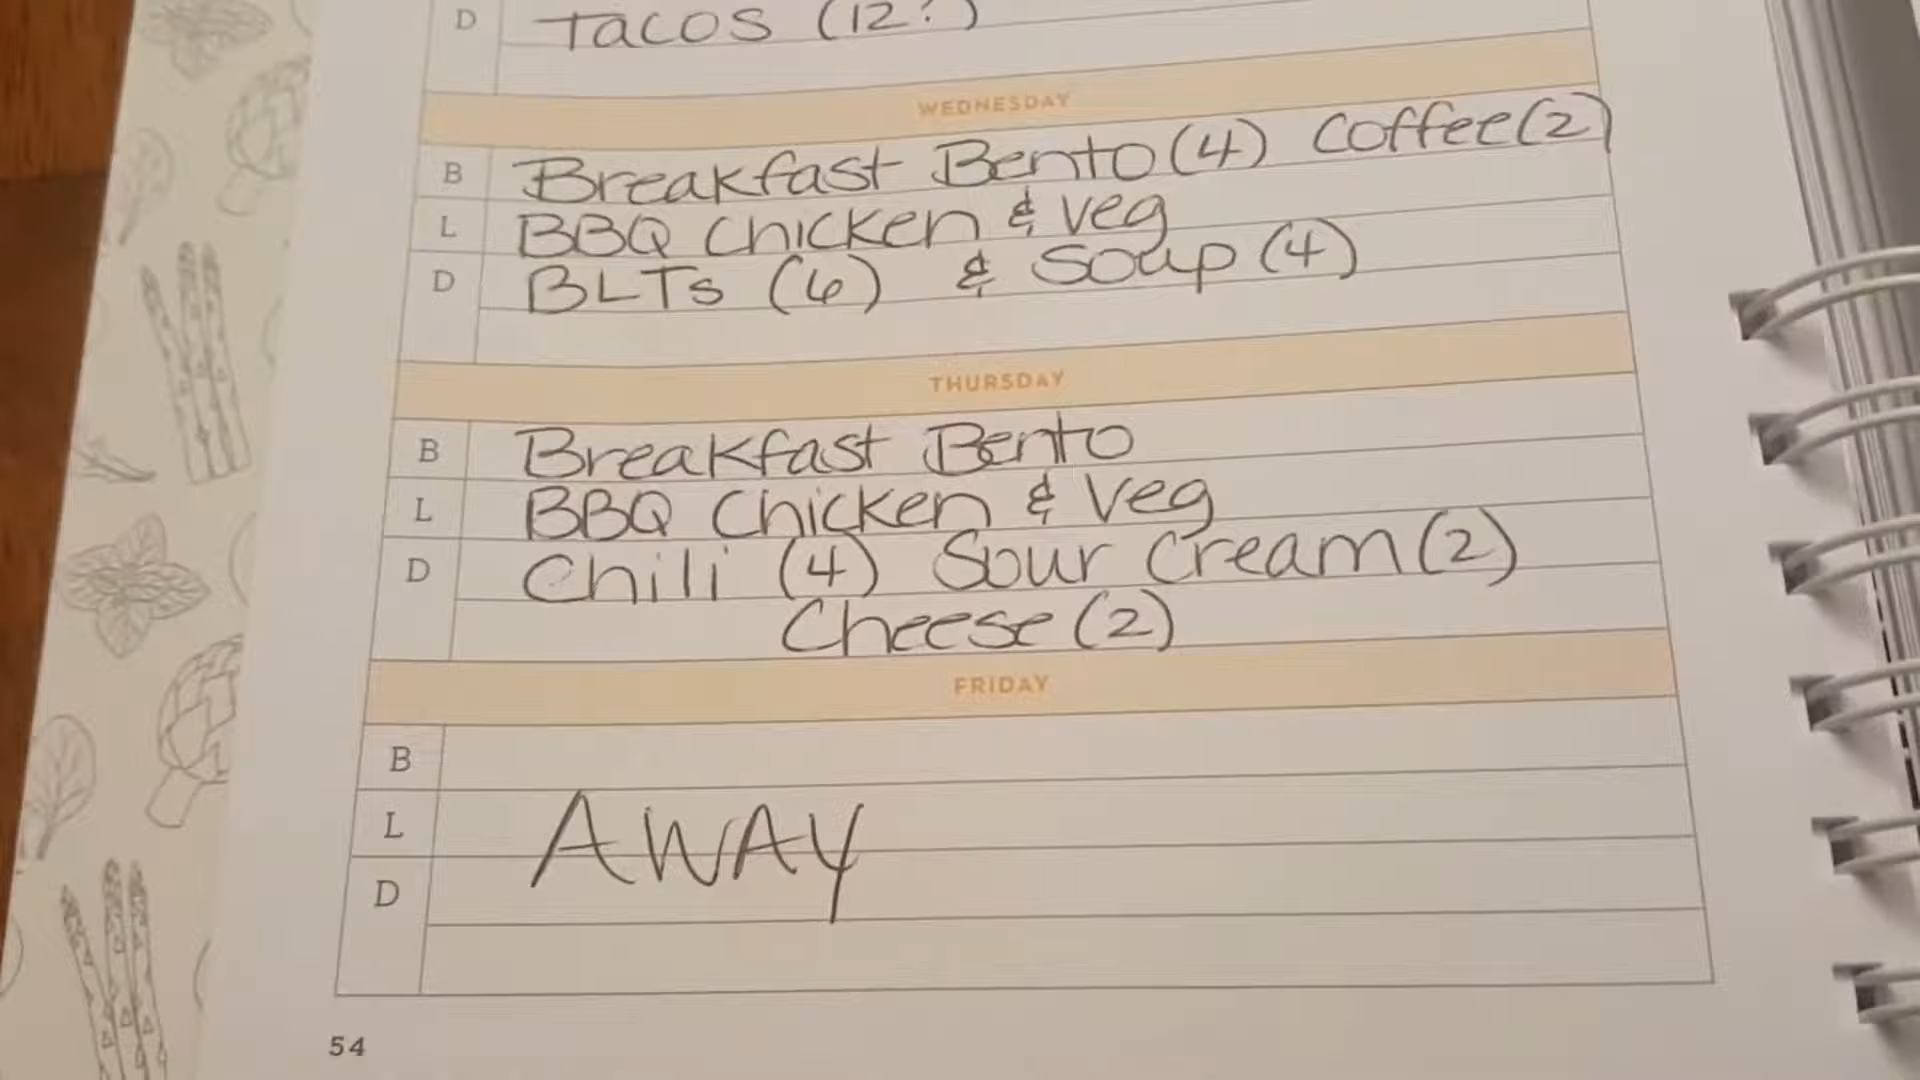 D Tacos (12?)
WEDNESDAY
B Breakfast Bento (4) Coffee (2)
L BBQ Chicken & Veg
D BLTs (6) & Soup (4)
THURSDAY
B Breakfast Bento
L BBQ Chicken & Veg
D Chili (4) Sour Cream (2)
Cheese (2)
FRIDAY
B
L AWAY
D
54